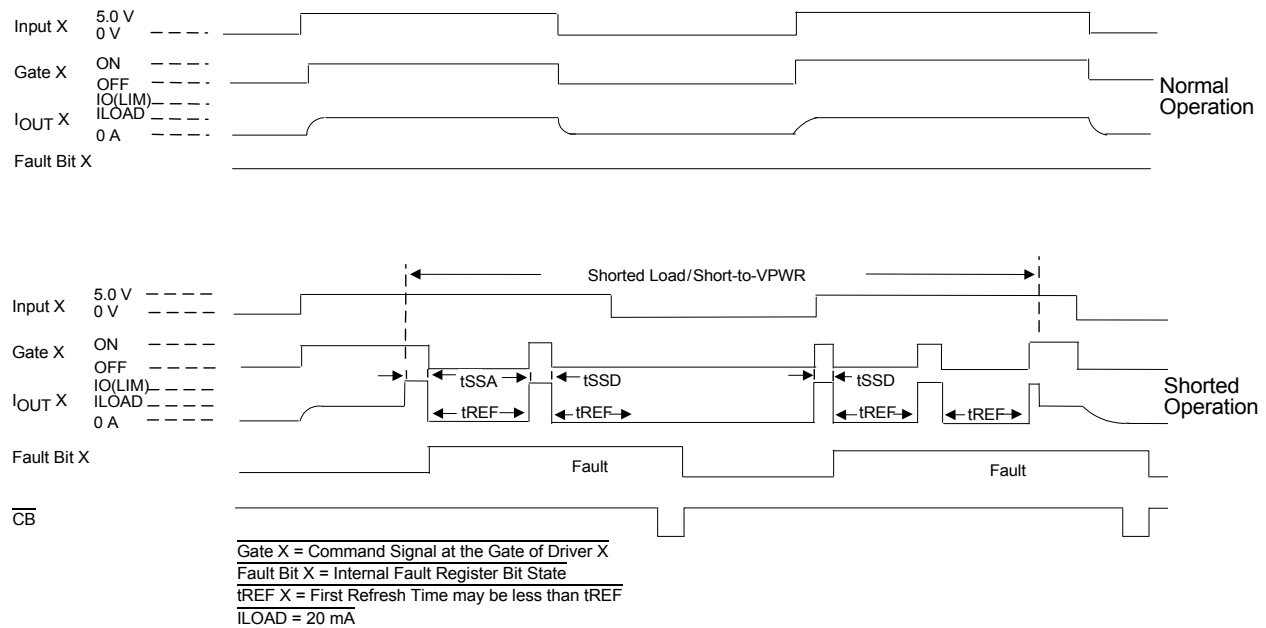 5.0 V
Input X
0 V
ON
Gate X
OFF
IO(LIM)
ILOAD
IOUT X
0 A
Fault Bit X
Normal
Operation
Shorted Load/Short-to-VPWR
5.0 V
Input X
0 V
ON
Gate X
OFF
tSSA
tSSD
tSSD
IO(LIM)
ILOAD
IOUT X
0 A
tREF
tREF
tREF
tREF
Shorted
Operation
Fault Bit X
Fault
Fault
CB
Gate X = Command Signal at the Gate of Driver X
Fault Bit X = Internal Fault Register Bit State
tREF X = First Refresh Time may be less than tREF
ILOAD = 20 mA